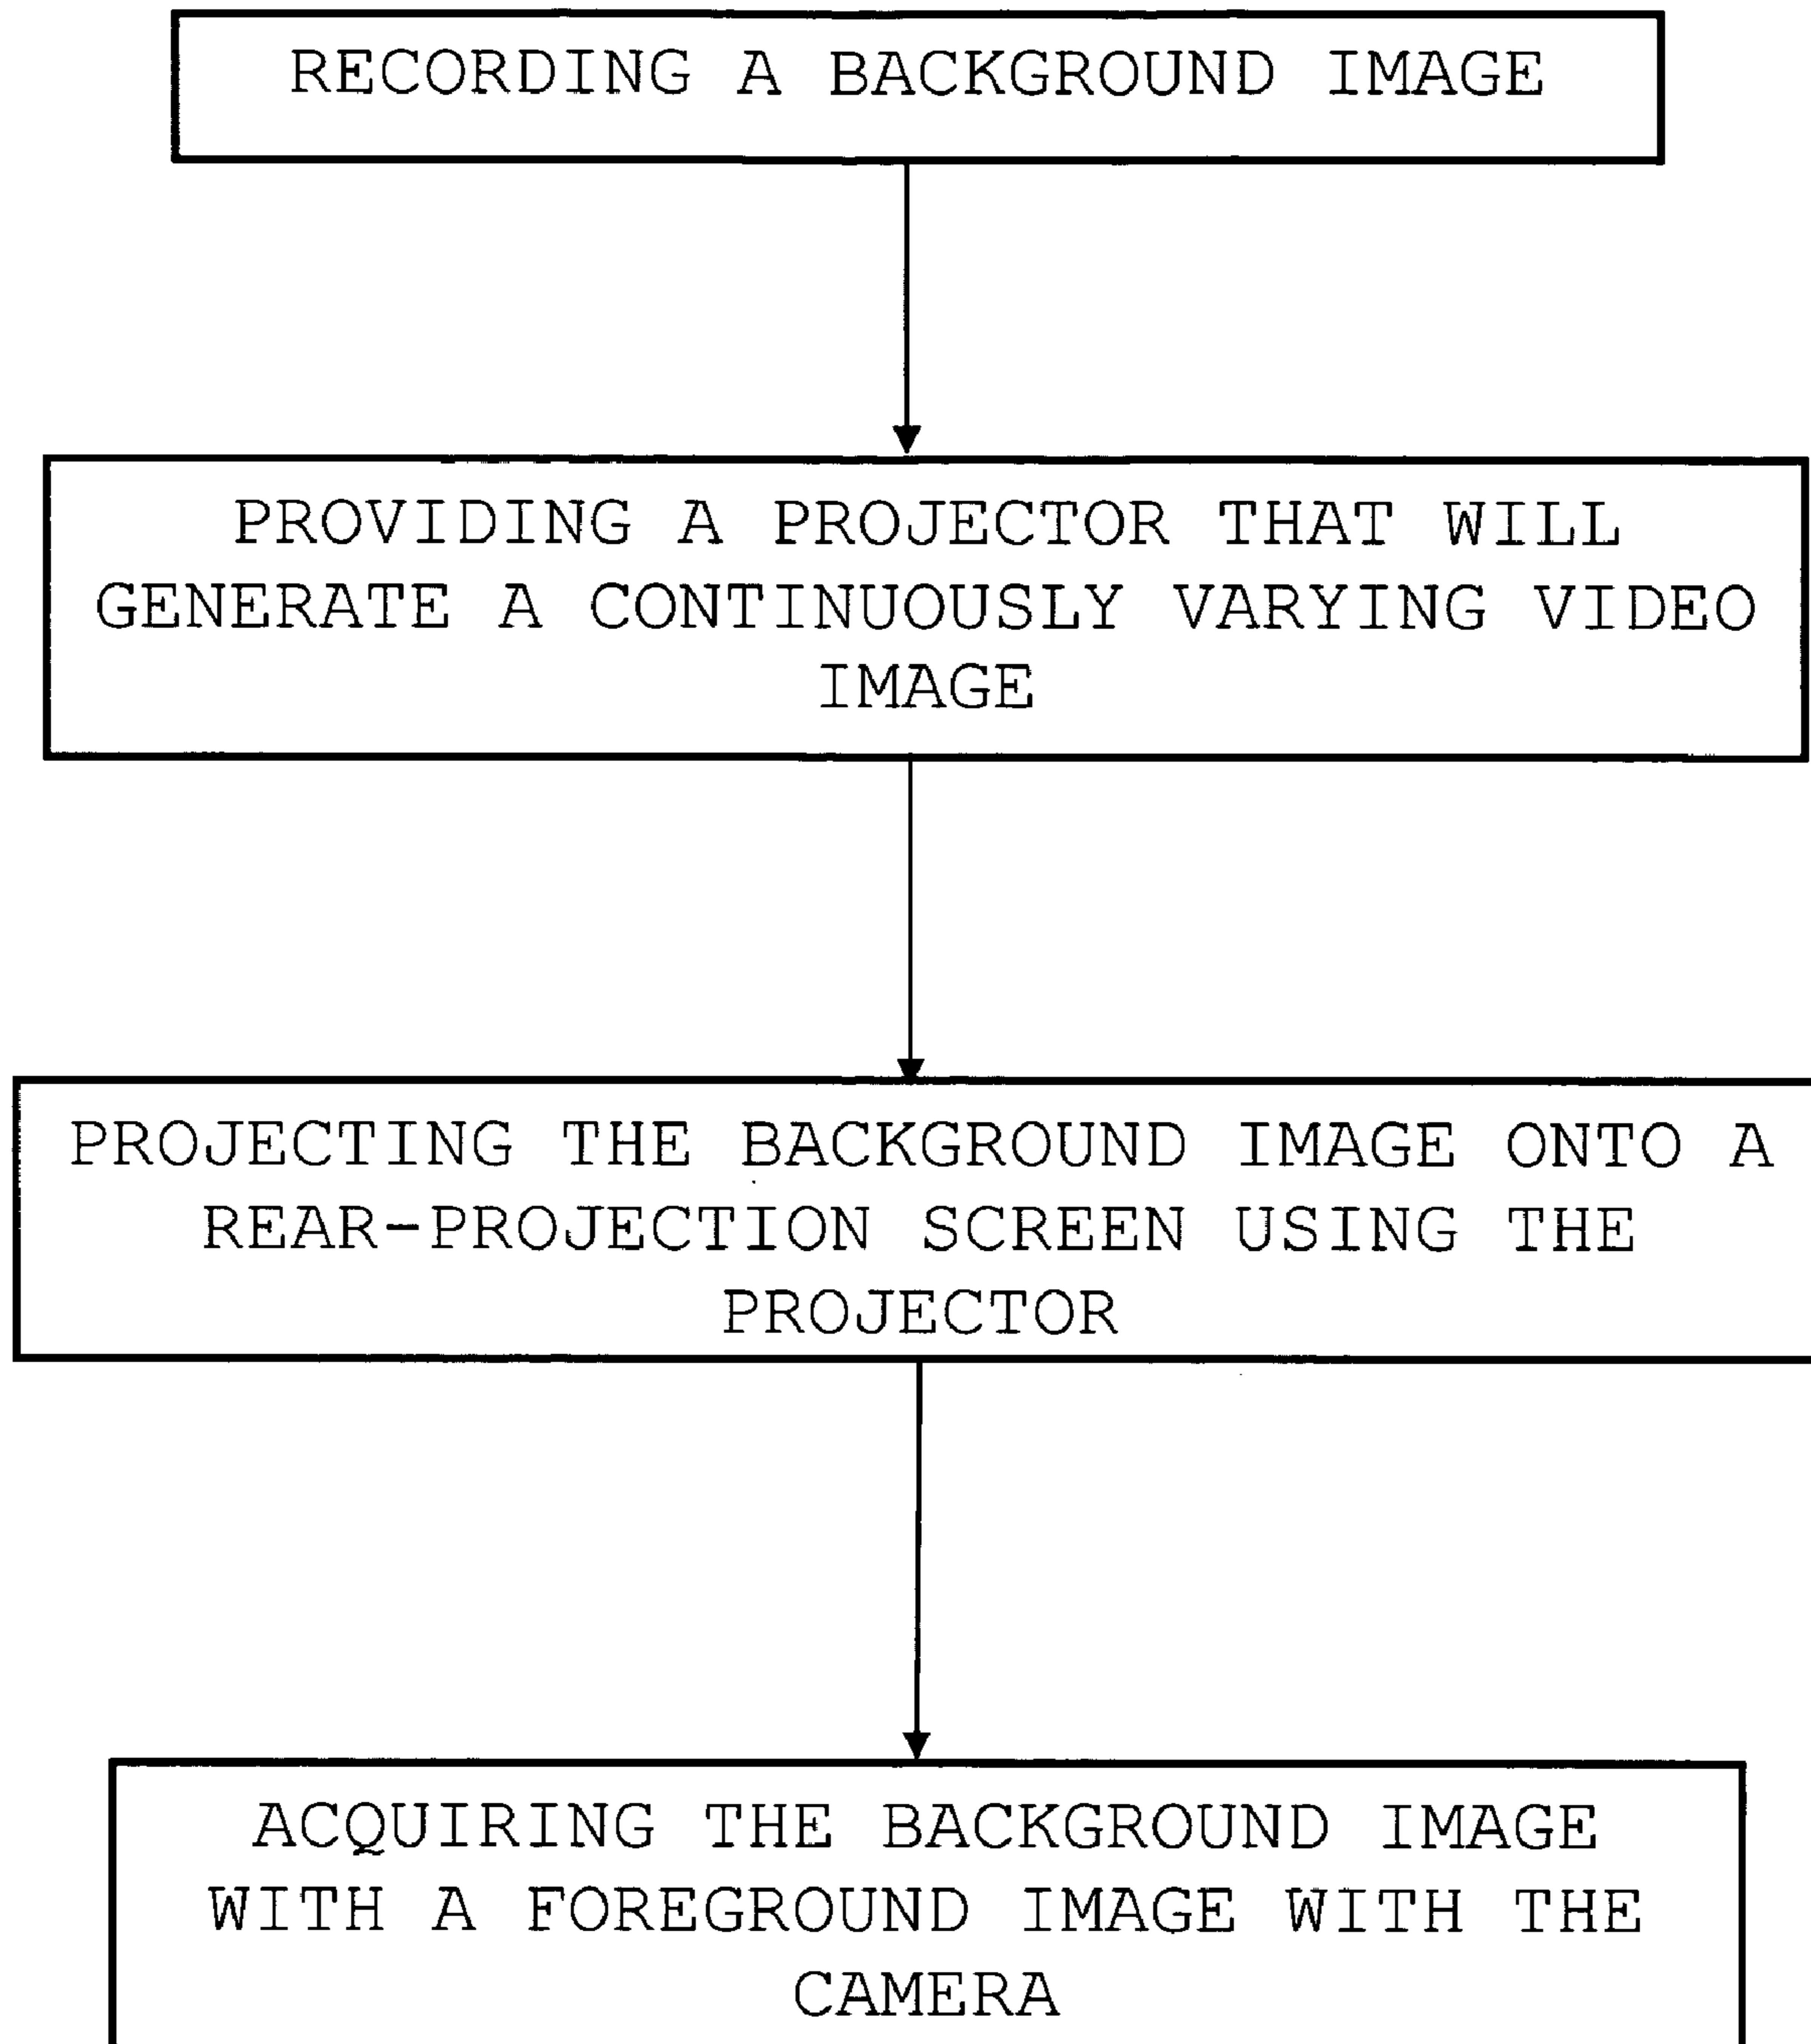 RECORDING A BACKGROUND IMAGE
PROVIDING A PROJECTOR THAT WILL
GENERATE A CONTINUOUSLY VARYING VIDEO
IMAGE
PROJECTING THE BACKGROUND IMAGE ONTO A
REAR-PROJECTION SCREEN USING THE
PROJECTOR
ACQUIRING THE BACKGROUND IMAGE
WITH A FOREGROUND IMAGE WITH THE
CAMERA